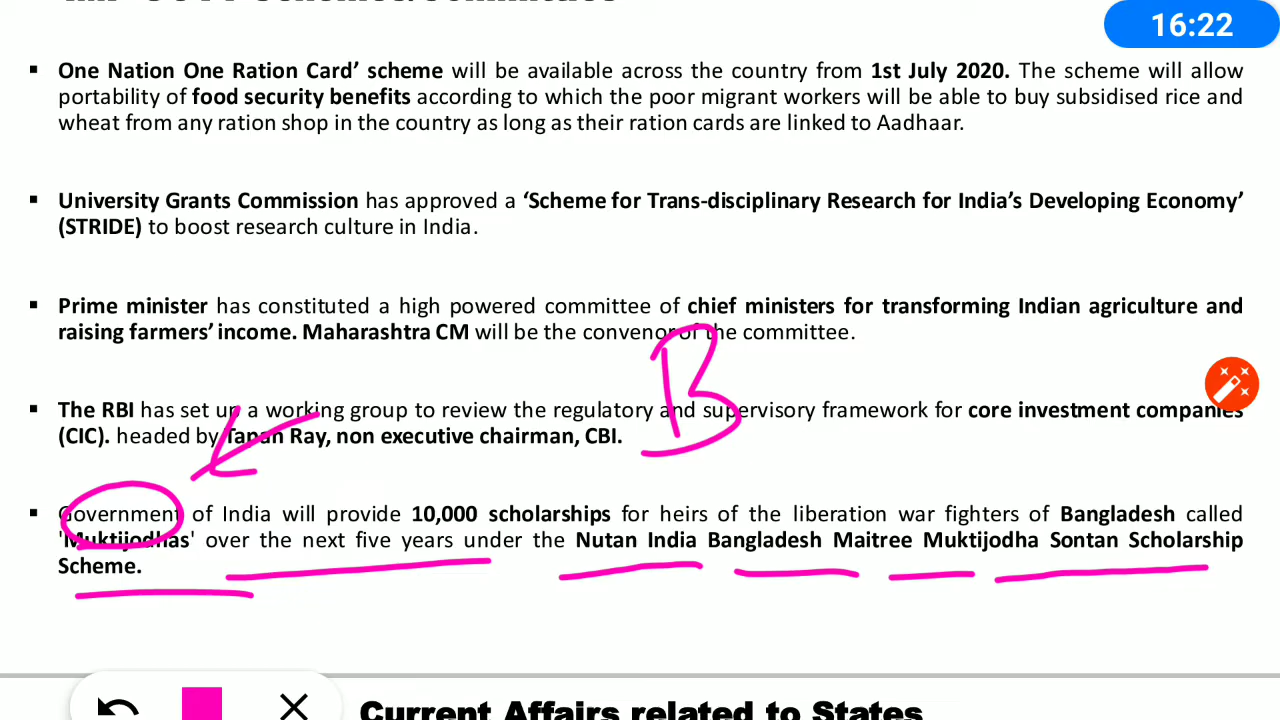 16:22
▪ One Nation One Ration Card’ scheme will be available across the country from 1st July 2020. The scheme will allow
portability of food security benefits according to which the poor migrant workers will be able to buy subsidised rice and
wheat from any ration shop in the country as long as their ration cards are linked to Aadhaar.
▪ University Grants Commission has approved a ‘Scheme for Trans-disciplinary Research for India’s Developing Economy’
(STRIDE) to boost research culture in India.
▪ Prime minister has constituted a high powered committee of chief ministers for transforming Indian agriculture and
raising farmers’ income. Maharashtra CM will be the convenor of the committee.
B
▪ The RBI has set up a working group to review the regulatory and supervisory framework for core investment companies
(CIC). headed by Tapan Ray, non executive chairman, CBI.
▪ Government of India will provide 10,000 scholarships for heirs of the liberation war fighters of Bangladesh called
'Muktijodhas' over the next five years under the Nutan India Bangladesh Maitree Muktijodha Sontan Scholarship
Scheme.
Current Affairs related to States